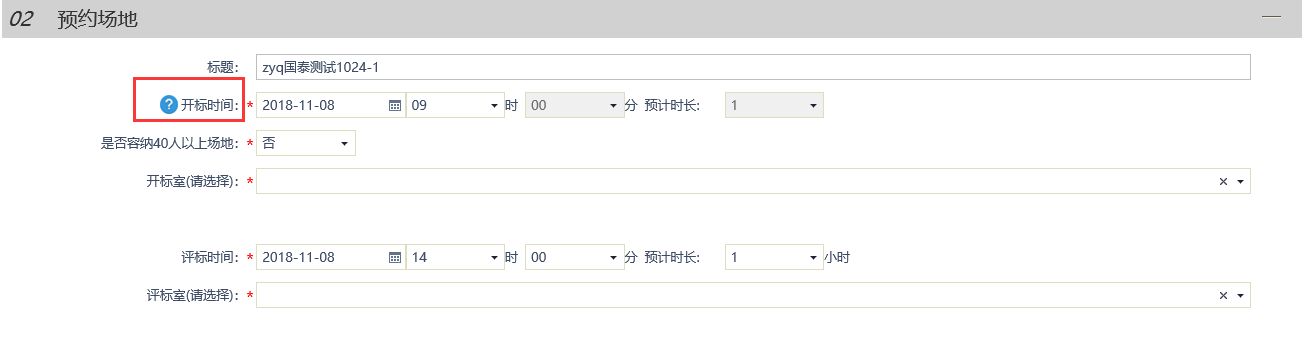 02 预约场地
标题： zyq国泰测试1024-1
? 开标时间： * 2018-11-08 09 时 00 分 预计时长： 1
是否容纳40人以上场地： * 否
开标室(请选择)： * ×
评标时间： * 2018-11-08 14 时 00 分 预计时长： 1 小时
评标室(请选择)： * ×